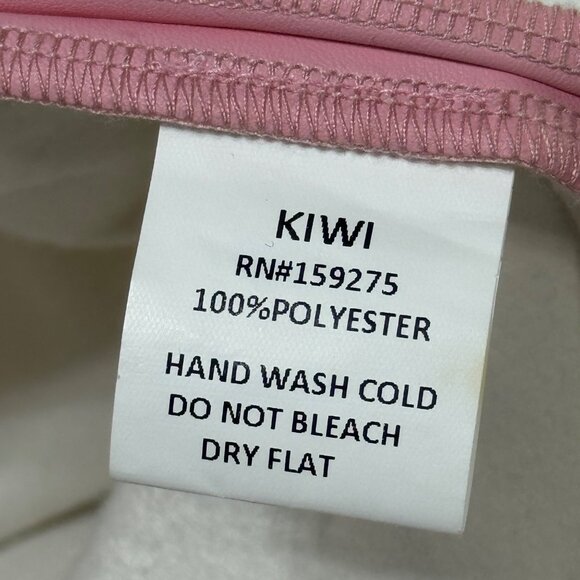 KIWI
RN#159275
100%POLYESTER
HAND WASH COLD
DO NOT BLEACH
DRY FLAT